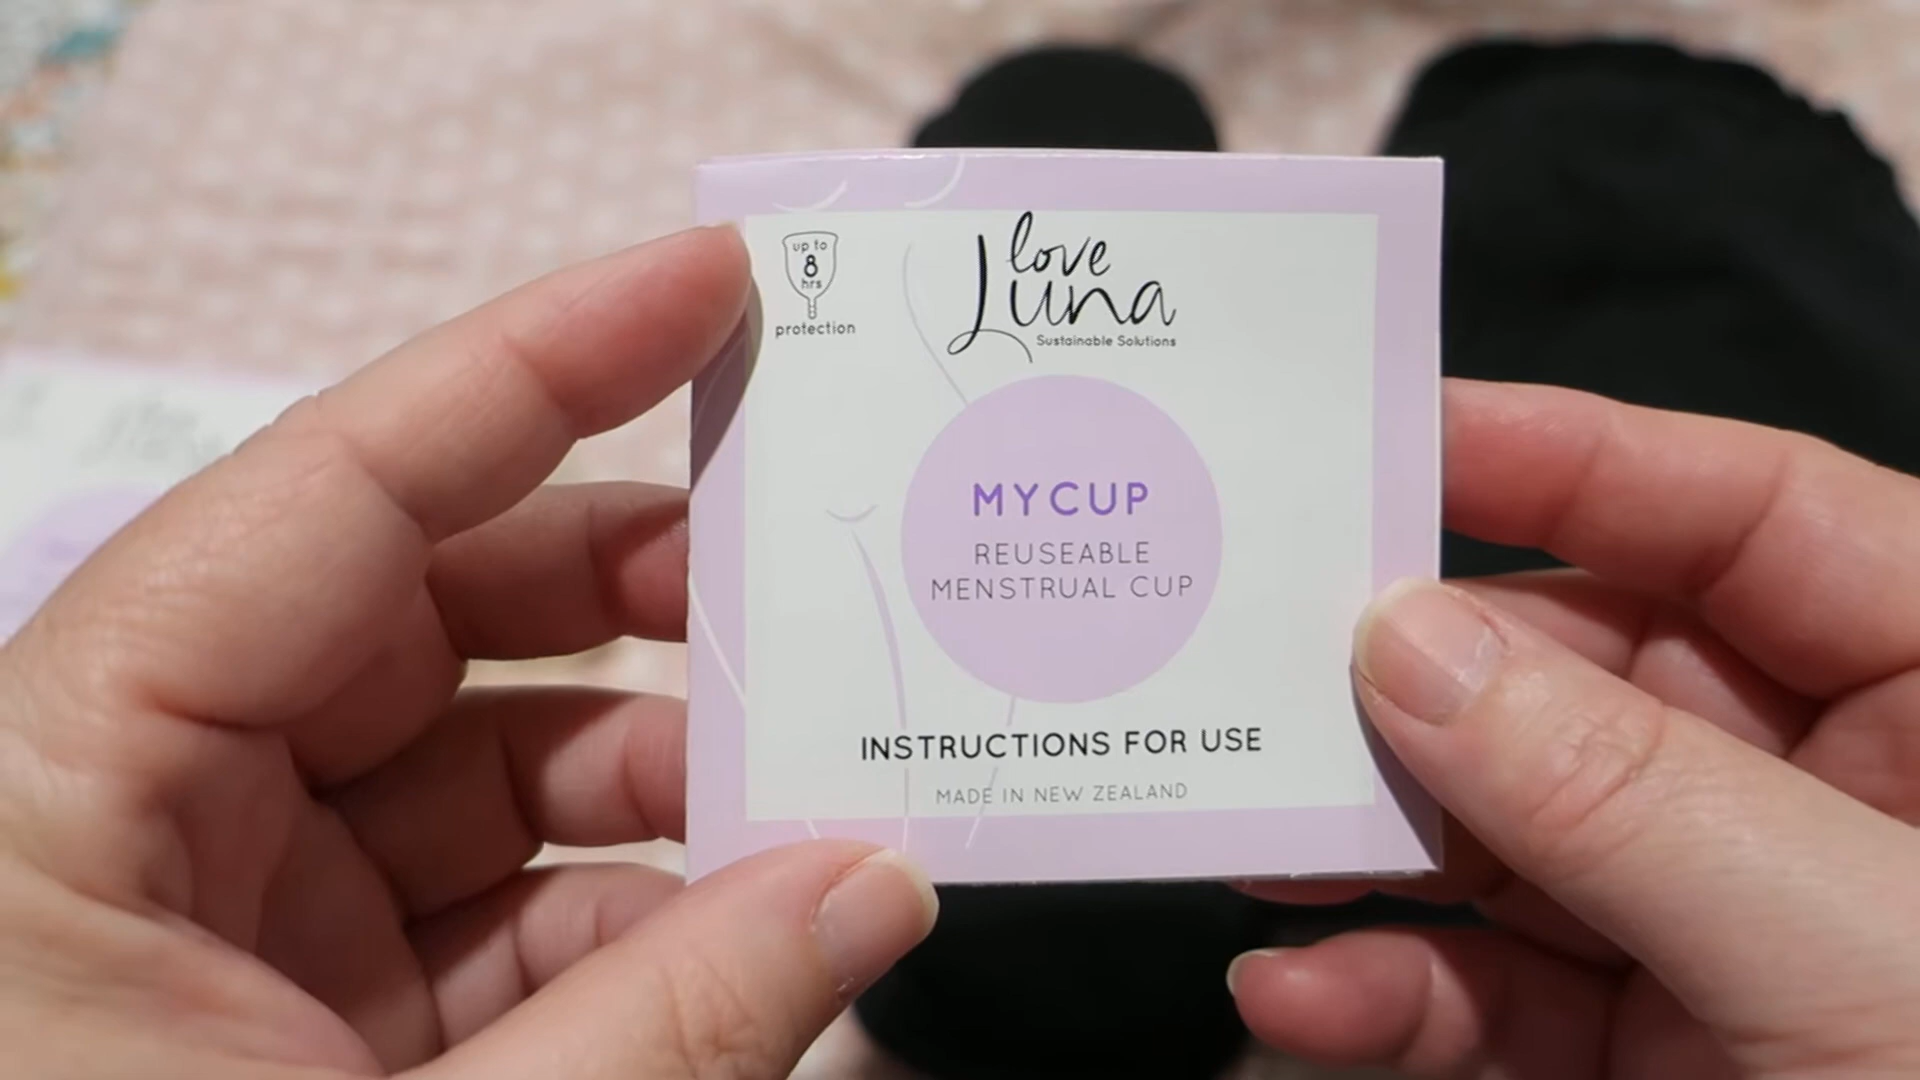 up to
8
hrs
protection
love
Luna
Sustainable Solutions
MYCUP
REUSEABLE
MENSTRUAL CUP
INSTRUCTIONS FOR USE
MADE IN NEW ZEALAND